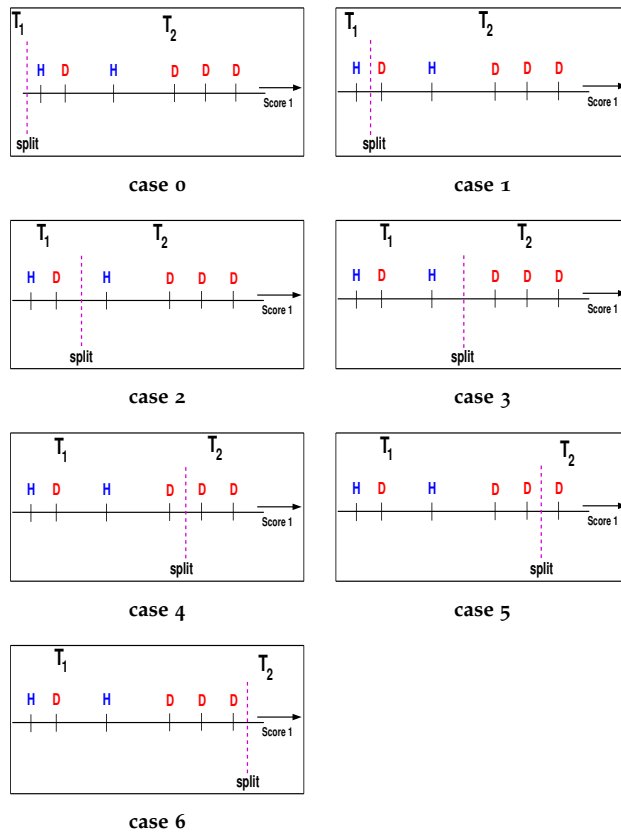 T1 T2
H D H D D D
Score 1
split
case 0
T1 T2
H D H D D D
Score 1
split
case 1
T1 T2
H D H D D D
Score 1
split
case 2
T1 T2
H D H D D D
Score 1
split
case 3
T1 T2
H D H D D D
Score 1
split
case 4
T1 T2
H D H D D D
Score 1
split
case 5
T1 T2
H D H D D D
Score 1
split
case 6